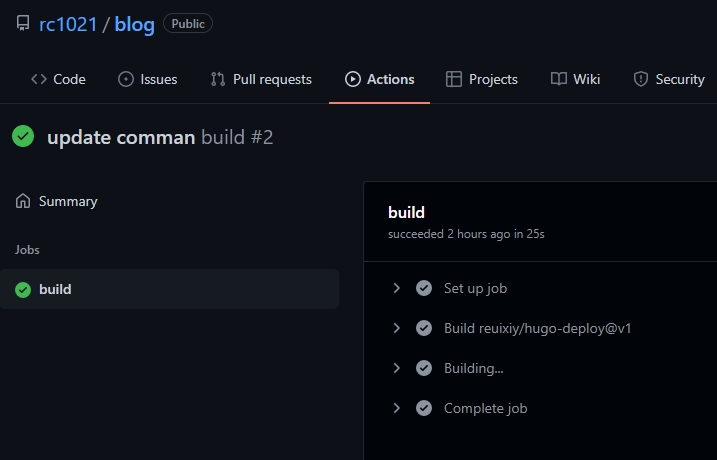 rc1021 / blog Public
Code Issues Pull requests Actions Projects Wiki Security
update comman build #2
Summary
Jobs
build
build
succeeded 2 hours ago in 25s
Set up job
Build reuixiy/hugo-deploy@v1
Building...
Complete job